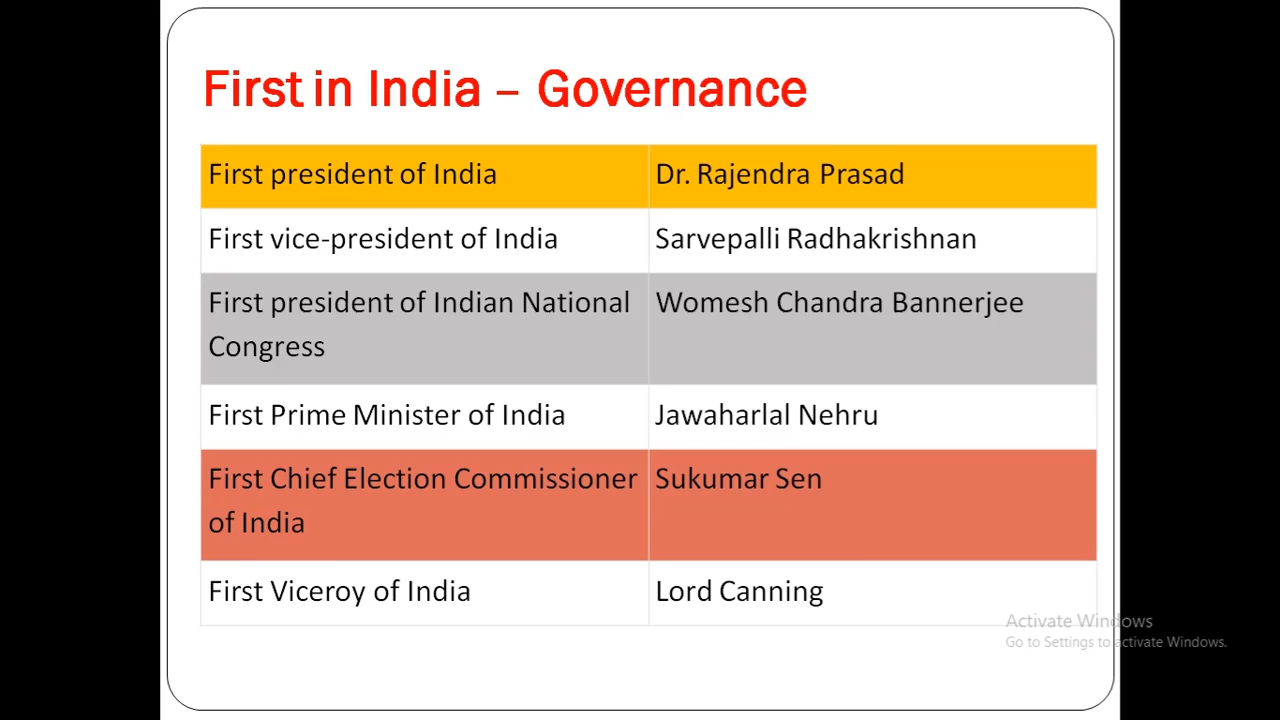 First in India – Governance
First president of India Dr. Rajendra Prasad
First vice-president of India Sarvepalli Radhakrishnan
First president of Indian National Womesh Chandra Bannerjee
Congress
First Prime Minister of India Jawaharlal Nehru
First Chief Election Commissioner Sukumar Sen
of India
First Viceroy of India Lord Canning
Activate Windows
Go to Settings to activate Windows.